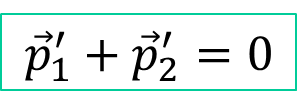 p⃗₁′ + p⃗₂′ = 0